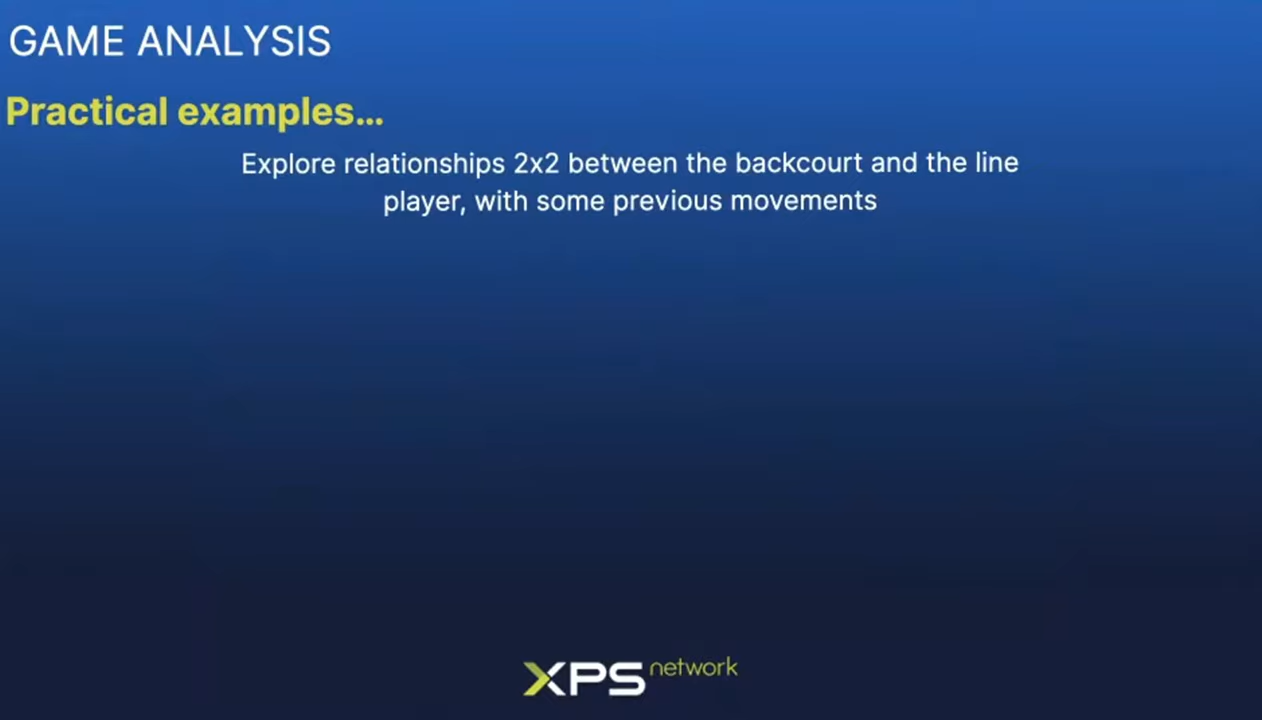 GAME ANALYSIS
Practical examples...
Explore relationships 2x2 between the backcourt and the line
player, with some previous movements
XPS network